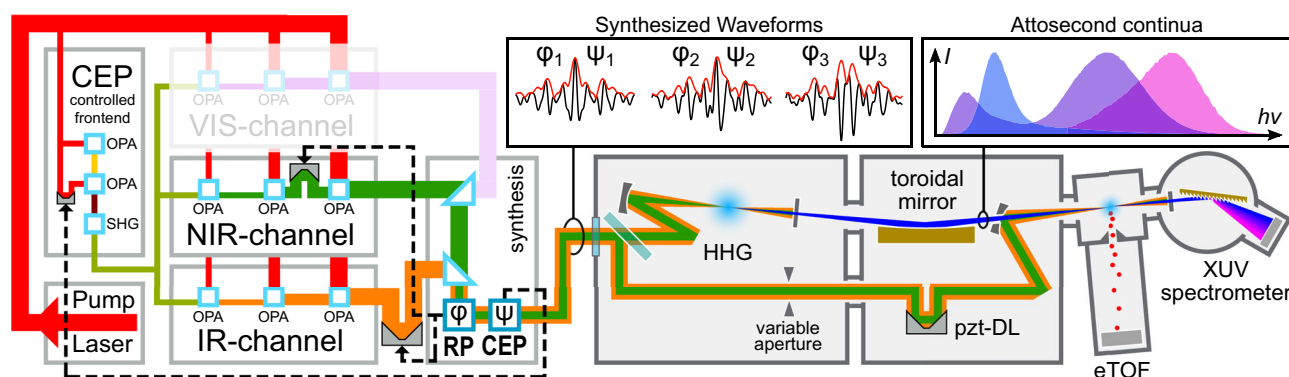 Synthesized Waveforms
φ1 ψ1 φ2 ψ2 φ3 ψ3
Attosecond continua
I
hν
CEP
controlled
frontend
OPA
OPA
SHG
OPA OPA OPA
VIS-channel
OPA OPA OPA
NIR-channel
OPA OPA OPA
IR-channel
Pump
Laser
synthesis
φ ψ
RP CEP
HHG
toroidal
mirror
variable
aperture
pzt-DL
XUV
spectrometer
eTOF